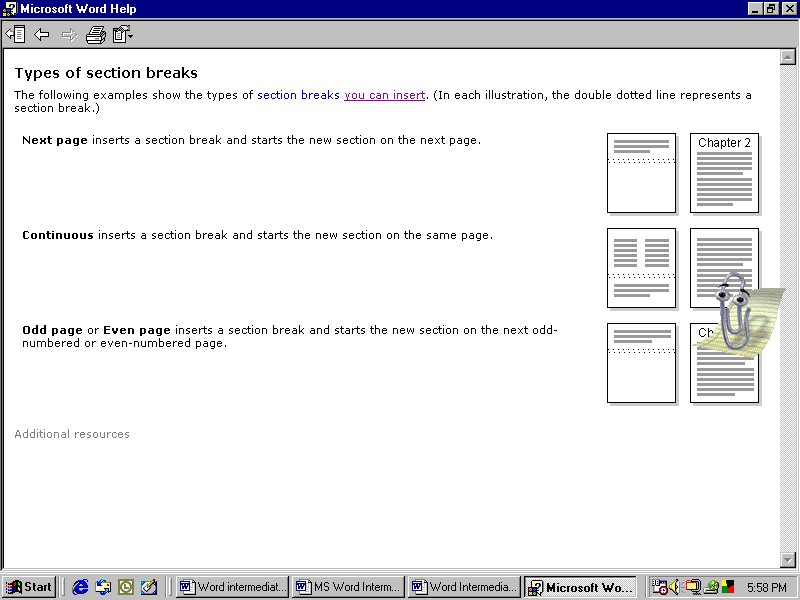 Microsoft Word Help
Types of section breaks
The following examples show the types of section breaks you can insert. (In each illustration, the double dotted line represents a
section break.)
Next page inserts a section break and starts the new section on the next page.
Chapter 2
Continuous inserts a section break and starts the new section on the same page.
Odd page or Even page inserts a section break and starts the new section on the next odd-
numbered or even-numbered page.
Ch
Additional resources
Start
Word intermediat...
MS Word Interm...
Word Intermedia...
Microsoft Wo...
5:58 PM